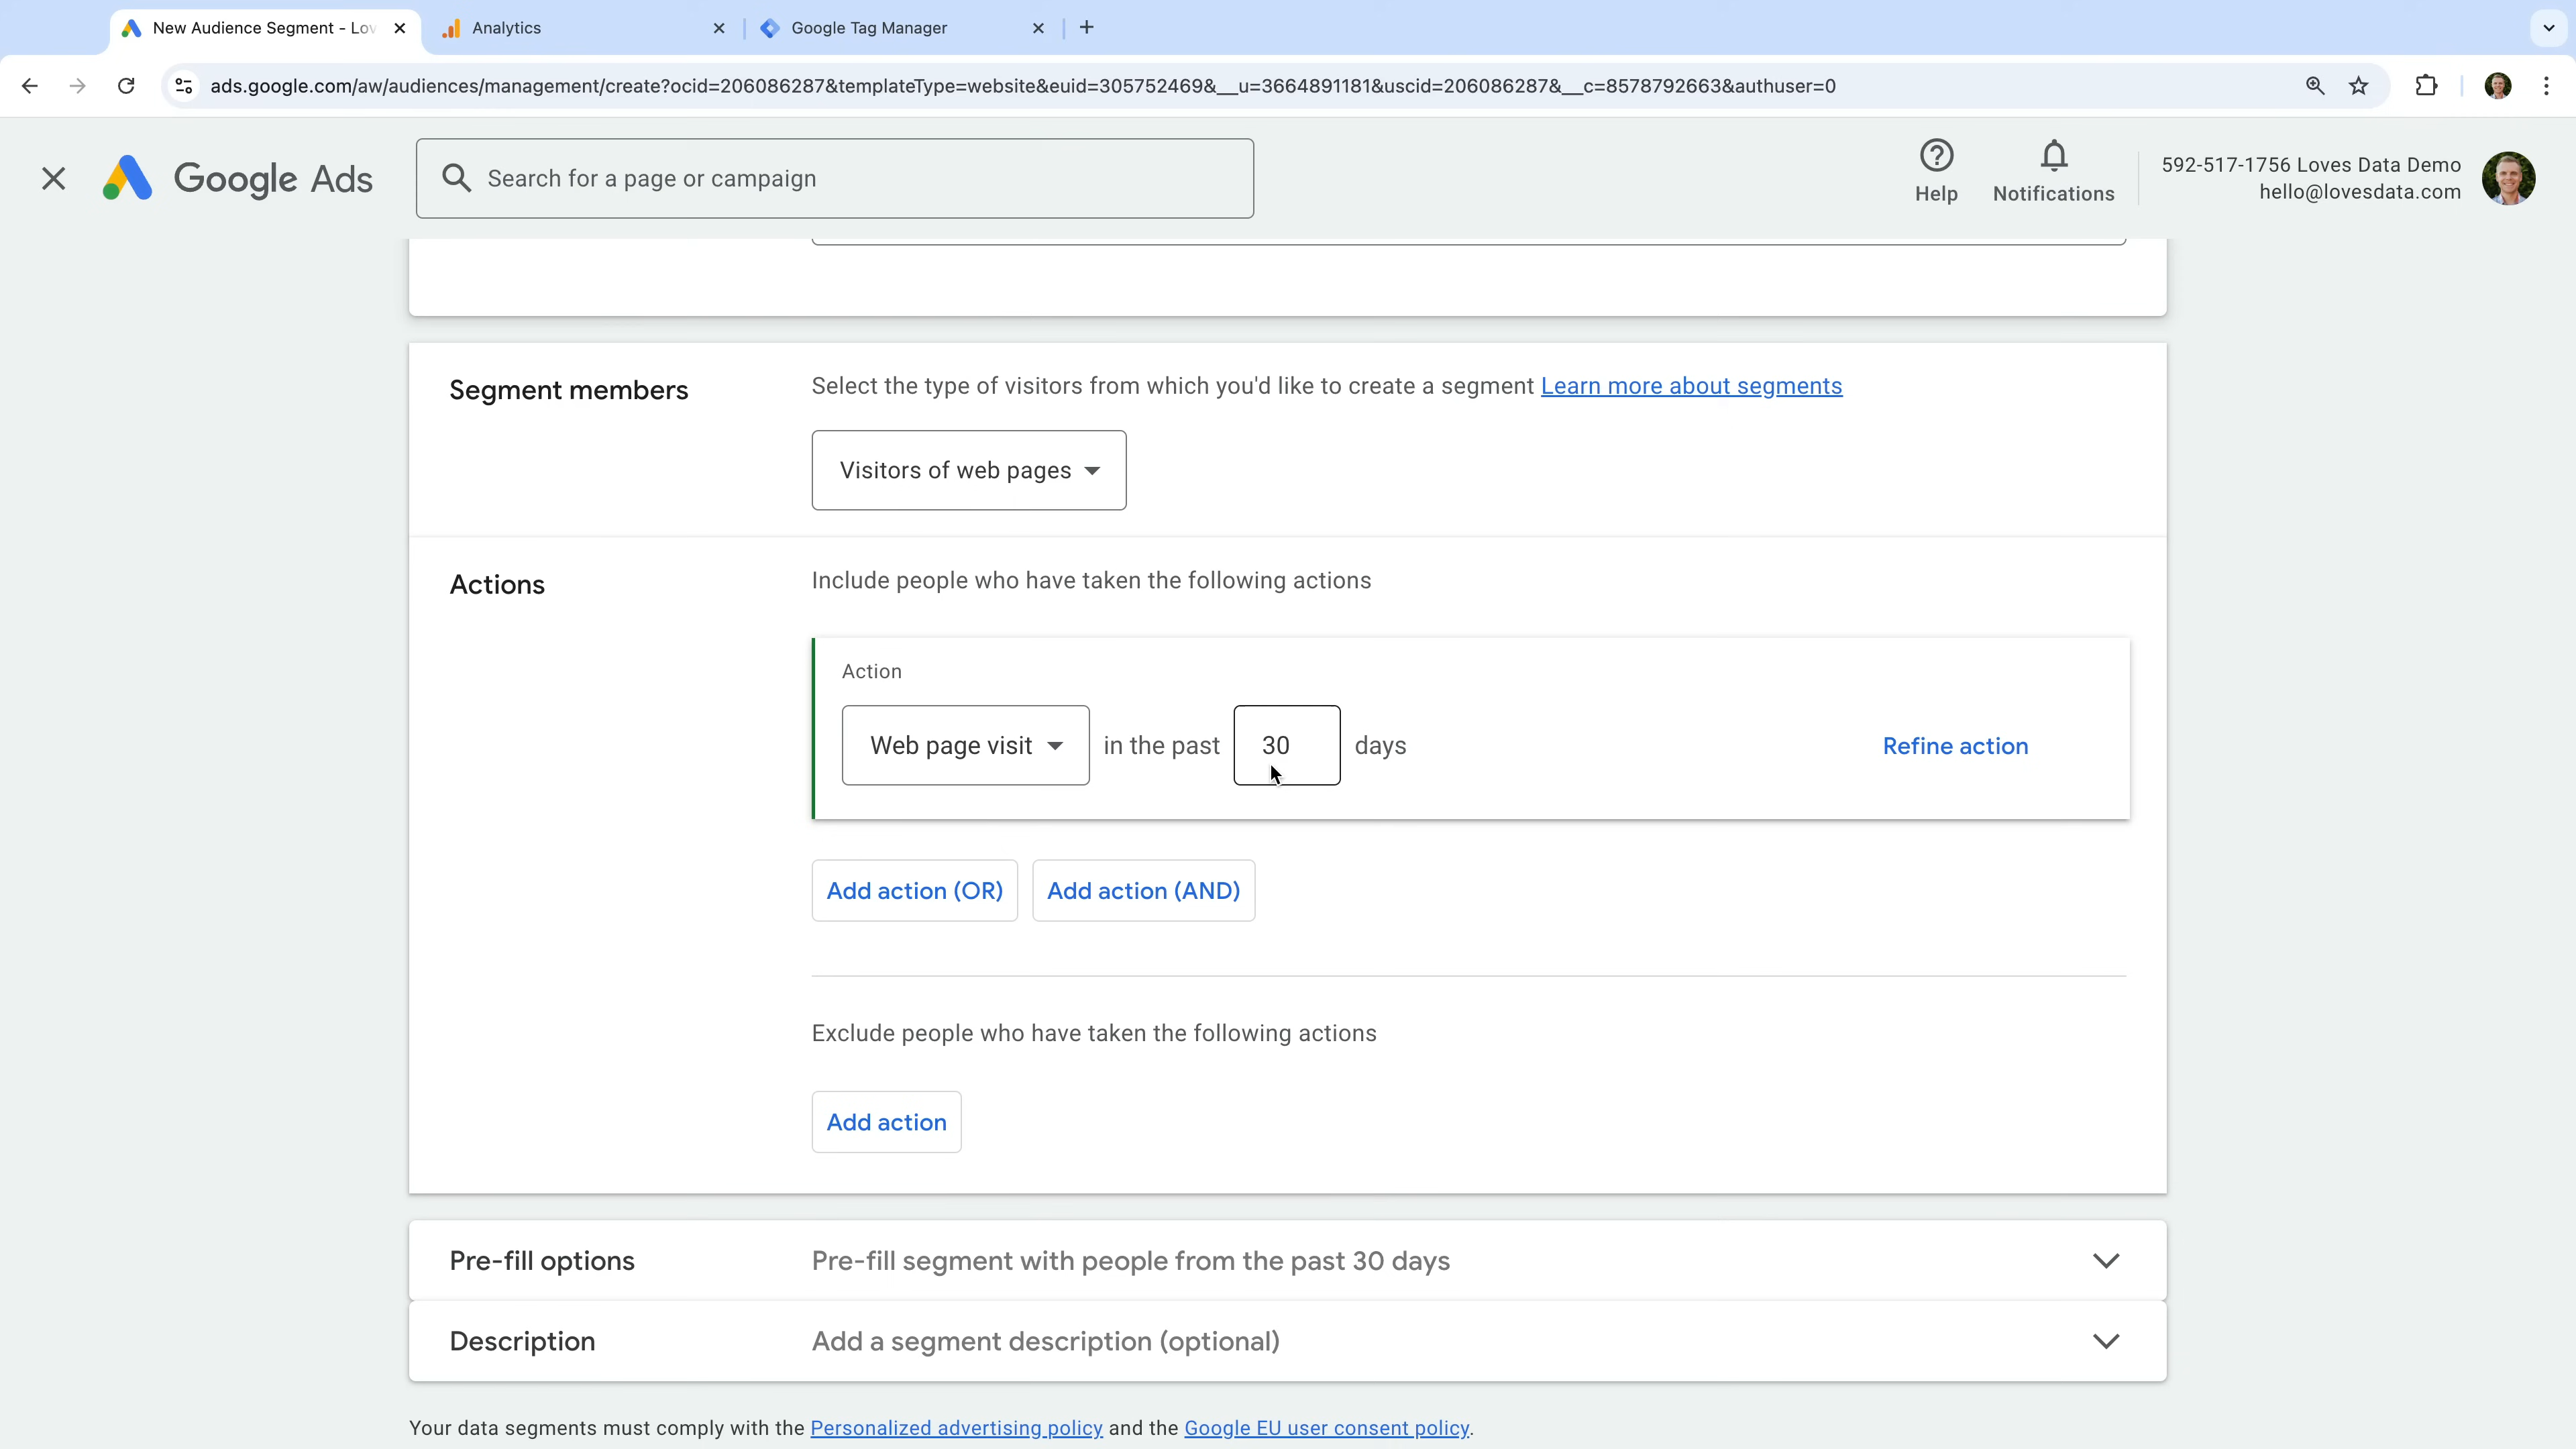 New Audience Segment - Lov
Analytics
Google Tag Manager
ads.google.com/aw/audiences/management/create?ocid=206086287&templateType=website&euid=305752469&__u=3664891181&uscid=206086287&__c=8578792663&authuser=0
Google Ads
Search for a page or campaign
Help
Notifications
592-517-1756 Loves Data Demo
hello@lovesdata.com
Segment members
Select the type of visitors from which you'd like to create a segment Learn more about segments
Visitors of web pages
Actions
Include people who have taken the following actions
Action
Web page visit in the past 30 days
Refine action
Add action (OR) Add action (AND)
Exclude people who have taken the following actions
Add action
Pre-fill options
Pre-fill segment with people from the past 30 days
Description
Add a segment description (optional)
Your data segments must comply with the Personalized advertising policy and the Google EU user consent policy.